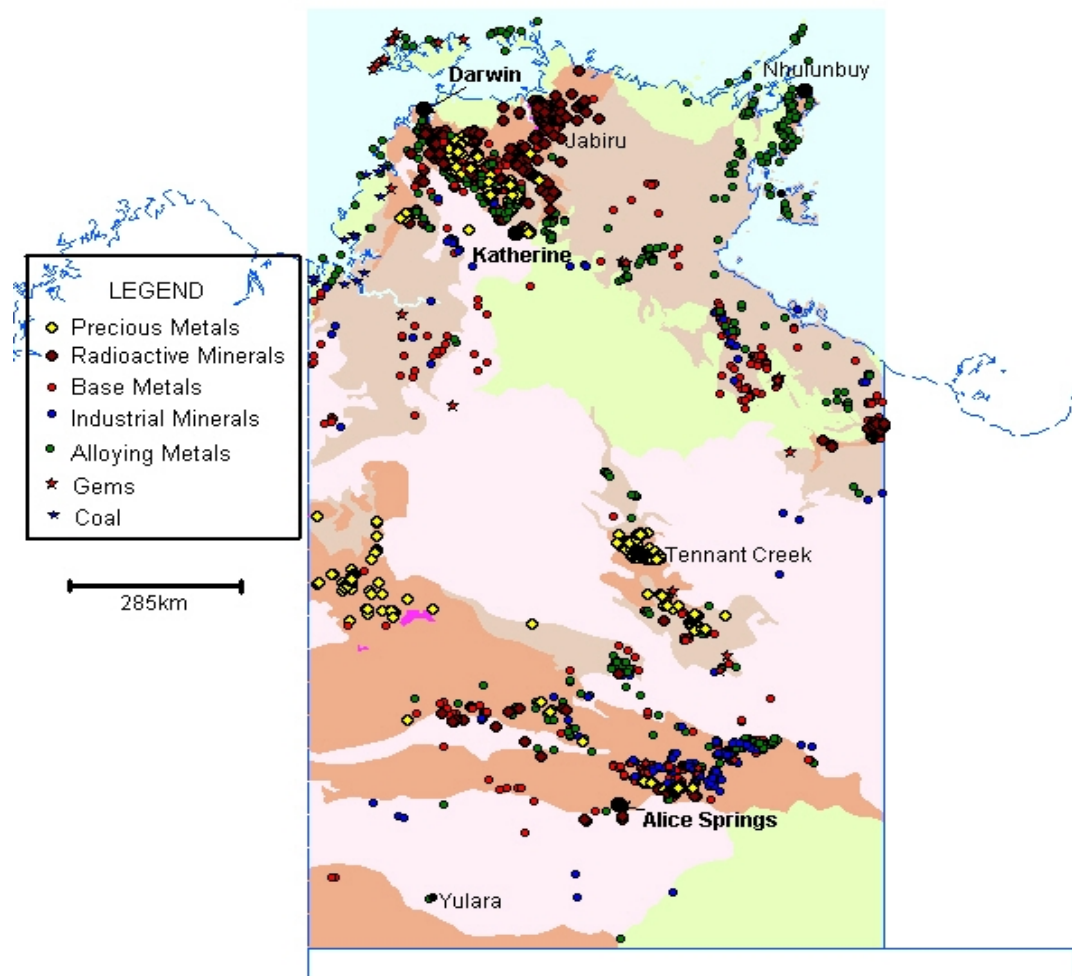 Darwin
Nhulunbuy
Jabiru
Katherine
LEGEND
Precious Metals
Radioactive Minerals
Base Metals
Industrial Minerals
Alloying Metals
Gems
Coal
Tennant Creek
285km
Alice Springs
Yulara